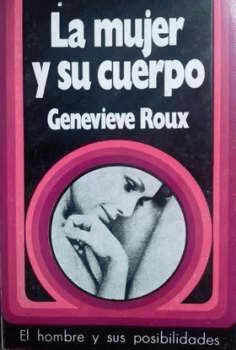 La mujer
y su cuerpo
Genevieve Roux
El hombre y sus posibilidades